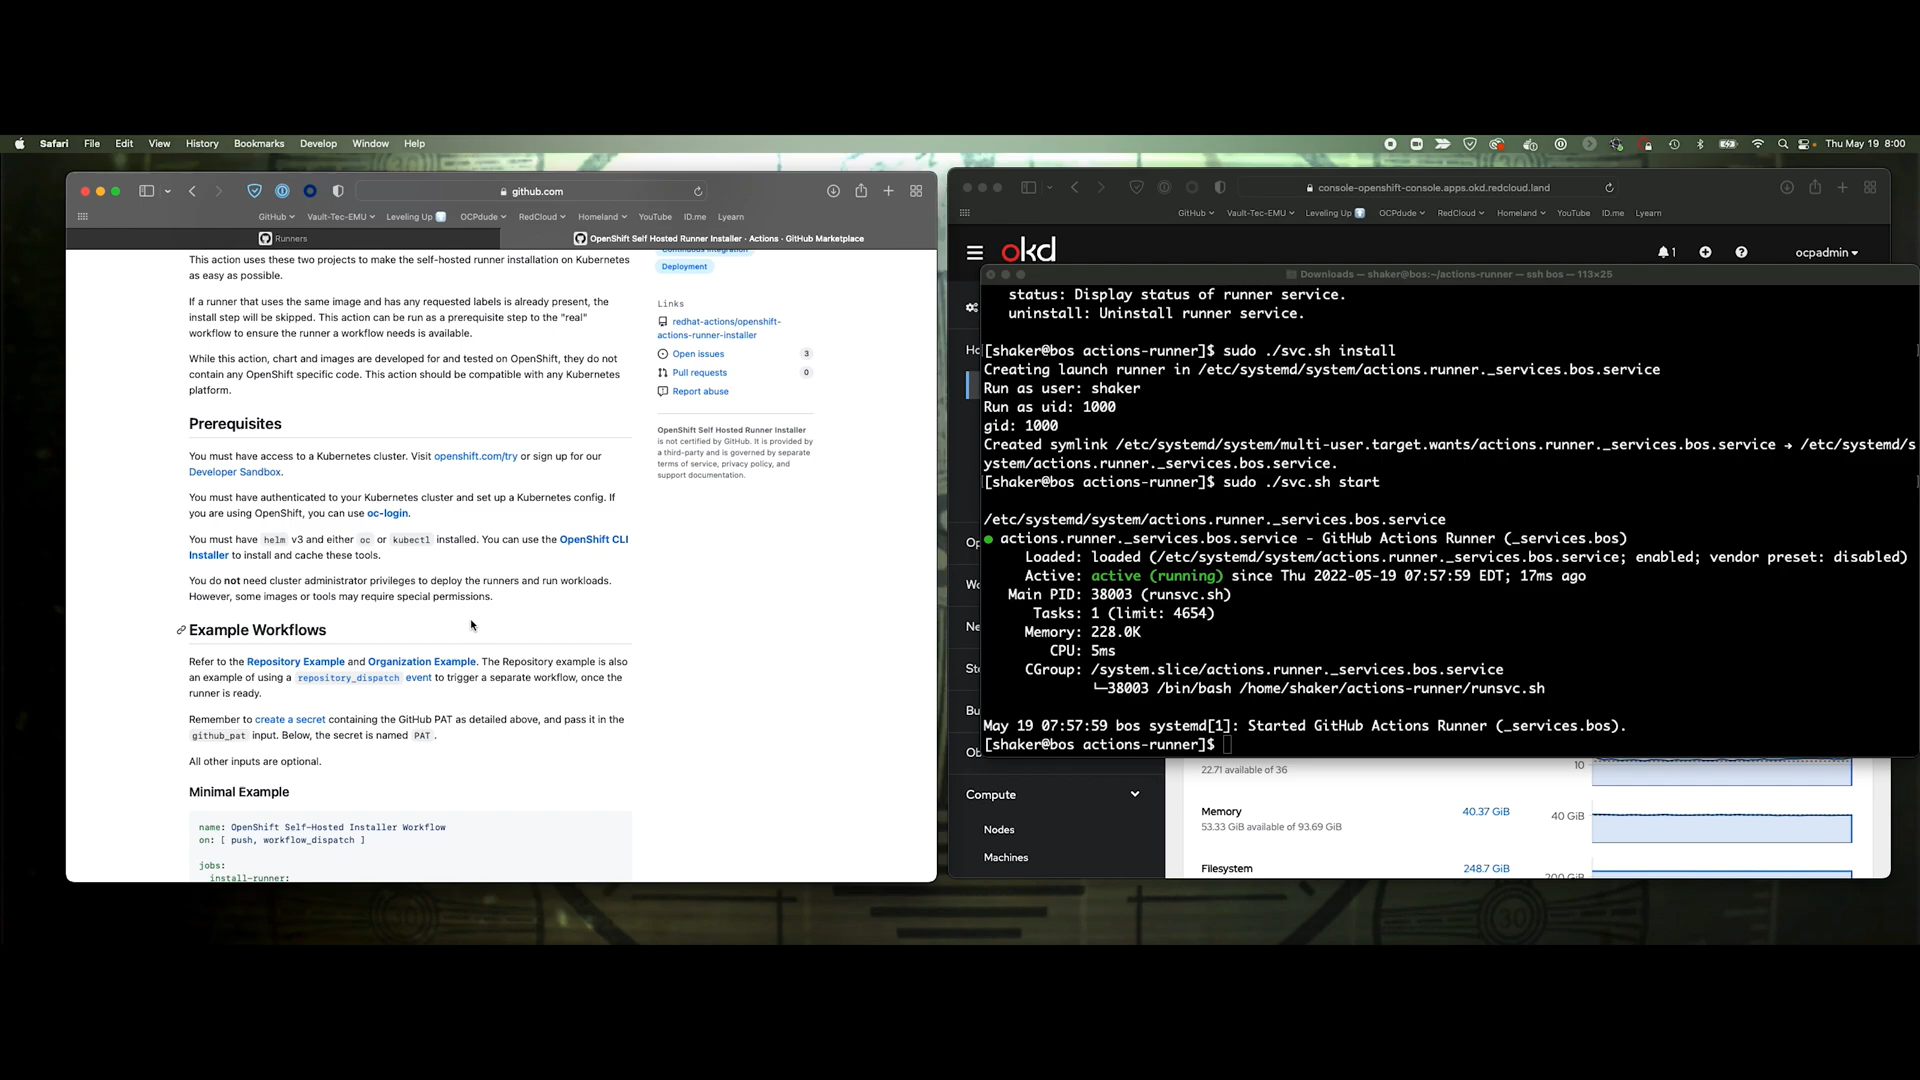 Safari File Edit View History Bookmarks Develop Window Help Thu May 19 8:00
github.com
GitHub Vault-Tec-EMU Leveling Up OCPdude RedCloud Homeland YouTube ID.me Lyearn
Runners OpenShift Self Hosted Runner Installer · Actions · GitHub Marketplace
This action uses these two projects to make the self-hosted runner installation on Kubernetes
as easy as possible.
If a runner that uses the same image and has any requested labels is already present, the
install step will be skipped. This action can be run as a prerequisite step to the "real"
workflow to ensure the runner a workflow needs is available.
While this action, chart and images are developed for and tested on OpenShift, they do not
contain any OpenShift specific code. This action should be compatible with any Kubernetes
platform.
Prerequisites
You must have access to a Kubernetes cluster. Visit openshift.com/try or sign up for our
Developer Sandbox.
You must have authenticated to your Kubernetes cluster and set up a Kubernetes config. If
you are using OpenShift, you can use oc-login.
You must have helm v3 and either oc or kubectl installed. You can use the OpenShift CLI
Installer to install and cache these tools.
You do not need cluster administrator privileges to deploy the runners and run workloads.
However, some images or tools may require special permissions.
Example Workflows
Refer to the Repository Example and Organization Example. The Repository example is also
an example of using a repository_dispatch event to trigger a separate workflow, once the
runner is ready.
Remember to create a secret containing the GitHub PAT as detailed above, and pass it in the
github_pat input. Below, the secret is named PAT .
All other inputs are optional.
Minimal Example
name: OpenShift Self-Hosted Installer Workflow
on: [ push, workflow_dispatch ]
jobs:
install-runner:
Continuous integration
Deployment
Links
redhat-actions/openshift-
actions-runner-installer
Open issues 3
Pull requests 0
Report abuse
OpenShift Self Hosted Runner Installer
is not certified by GitHub. It is provided by
a third-party and is governed by separate
terms of service, privacy policy, and
support documentation.
console-openshift-console.apps.okd.redcloud.land
GitHub Vault-Tec-EMU Leveling Up OCPdude RedCloud Homeland YouTube ID.me Lyearn
okd 1 ocpadmin
Downloads — shaker@bos:~/actions-runner — ssh bos — 113×25
status: Display status of runner service.
uninstall: Uninstall runner service.
[shaker@bos actions-runner]$ sudo ./svc.sh install
Creating launch runner in /etc/systemd/system/actions.runner._services.bos.service
Run as user: shaker
Run as uid: 1000
gid: 1000
Created symlink /etc/systemd/system/multi-user.target.wants/actions.runner._services.bos.service → /etc/systemd/s
ystem/actions.runner._services.bos.service.
[shaker@bos actions-runner]$ sudo ./svc.sh start
/etc/systemd/system/actions.runner._services.bos.service
● actions.runner._services.bos.service - GitHub Actions Runner (_services.bos)
Loaded: loaded (/etc/systemd/system/actions.runner._services.bos.service; enabled; vendor preset: disabled)
Active: active (running) since Thu 2022-05-19 07:57:59 EDT; 17ms ago
Main PID: 38003 (runsvc.sh)
Tasks: 1 (limit: 4654)
Memory: 228.0K
CPU: 5ms
CGroup: /system.slice/actions.runner._services.bos.service
└─38003 /bin/bash /home/shaker/actions-runner/runsvc.sh
May 19 07:57:59 bos systemd[1]: Started GitHub Actions Runner (_services.bos).
[shaker@bos actions-runner]$
Ho
Op
Wo
Ne
St
Bu
Ob
Compute
Nodes
Machines
22.71 available of 36 10
Memory 40.37 GiB 40 GiB
53.33 GiB available of 93.69 GiB
Filesystem 248.7 GiB 200 GiB